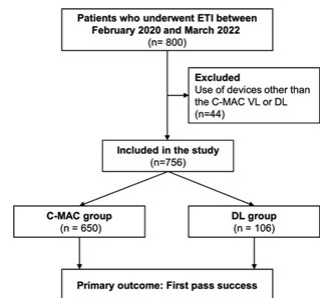 Patients who underwent ETI between
February 2020 and March 2022
(n= 800)
Excluded
Use of devices other than
the C-MAC VL or DL
(n=44)
Included in the study
(n=756)
C-MAC group
(n = 650)
DL group
(n = 106)
Primary outcome: First pass success